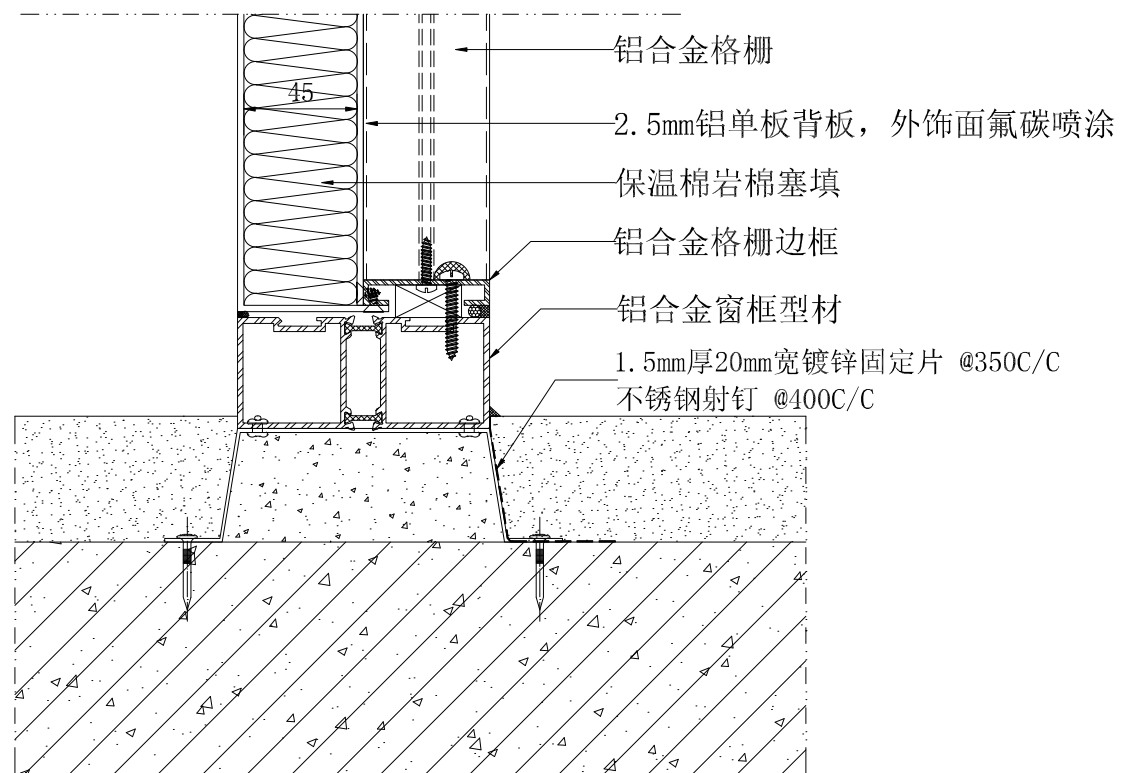 铝合金格栅
45
2.5mm铝单板背板，外饰面氟碳喷涂
保温棉岩棉塞填
铝合金格栅边框
铝合金窗框型材
1.5mm厚20mm宽镀锌固定片 @350C/C
不锈钢射钉 @400C/C